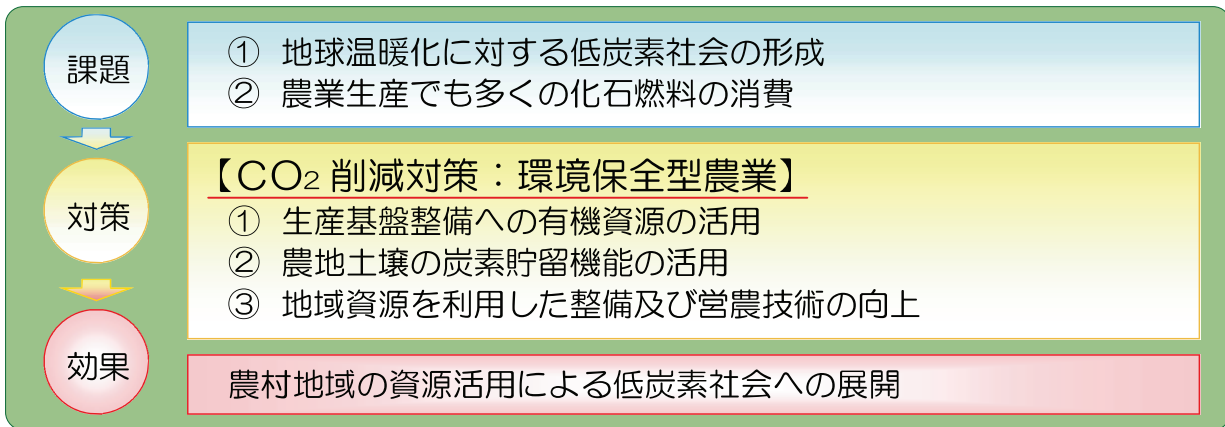 課題
① 地球温暖化に対する低炭素社会の形成
② 農業生産でも多くの化石燃料の消費
対策
【CO₂削減対策：環境保全型農業】
① 生産基盤整備への有機資源の活用
② 農地土壌の炭素貯留機能の活用
③ 地域資源を利用した整備及び営農技術の向上
効果
農村地域の資源活用による低炭素社会への展開